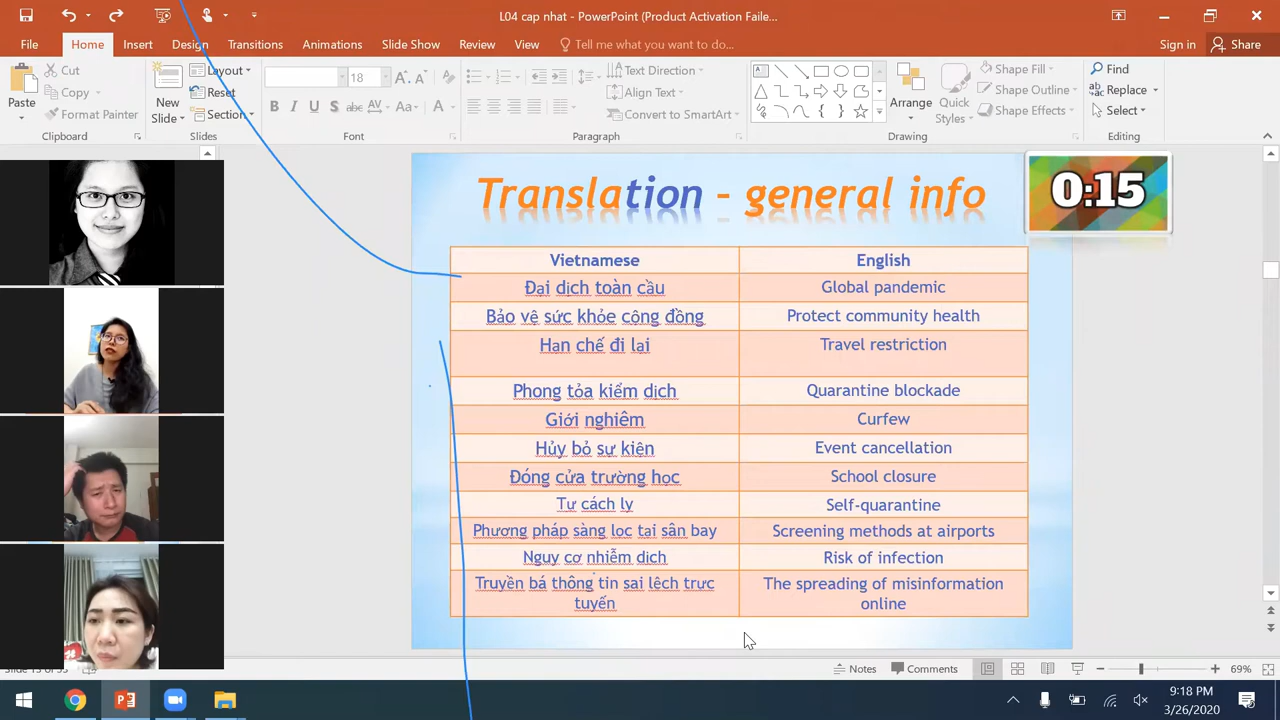 L04 cap nhat - PowerPoint (Product Activation Faile...
File Home Insert Design Transitions Animations Slide Show Review View Tell me what you want to do... Sign in Share
Paste
Cut
Copy
Format Painter
Clipboard
New Slide
Layout
Reset
Section
Slides
18
B I U S abc AV Aa A
Font
Text Direction
Align Text
Convert to SmartArt
Paragraph
Arrange
Quick Styles
Shape Fill
Shape Outline
Shape Effects
Drawing
Find
Replace
Select
Editing
Translation - general info
0:15
Vietnamese English
Đại dịch toàn cầu Global pandemic
Bảo vệ sức khỏe cộng đồng Protect community health
Hạn chế đi lại Travel restriction
Phong tỏa kiểm dịch Quarantine blockade
Giới nghiêm Curfew
Hủy bỏ sự kiện Event cancellation
Đóng cửa trường học School closure
Tự cách ly Self-quarantine
Phương pháp sàng lọc tại sân bay Screening methods at airports
Nguy cơ nhiễm dịch Risk of infection
Truyền bá thông tin sai lệch trực The spreading of misinformation
tuyến online
Notes Comments 69%
9:18 PM
3/26/2020